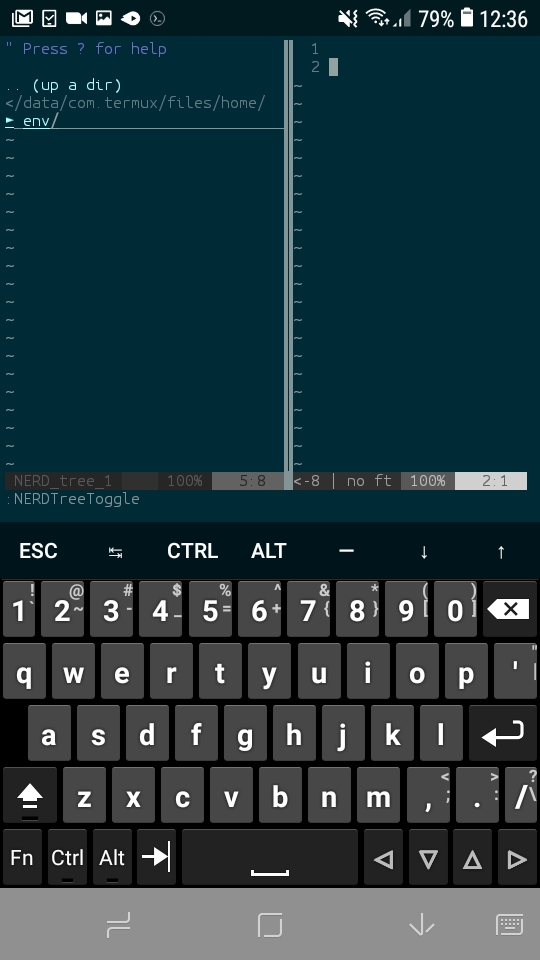 79% 12:36
" Press ? for help
.. (up a dir)
</data/com.termux/files/home/
► env/
1
2
~
NERD_tree_1 100% 5:8
<-8 | no ft 100% 2:1
:NERDTreeToggle
ESC ↹ CTRL ALT — ↓ ↑
1 ! ` 2 @ ~ 3 # - 4 $ _ 5 % = 6 ^ + 7 & { 8 * } 9 ( [ 0 ) ]
q w e r t y u i o p ' " |
a s d f g h j k l
z x c v b n m , < ; . > : / ? \
Fn Ctrl Alt